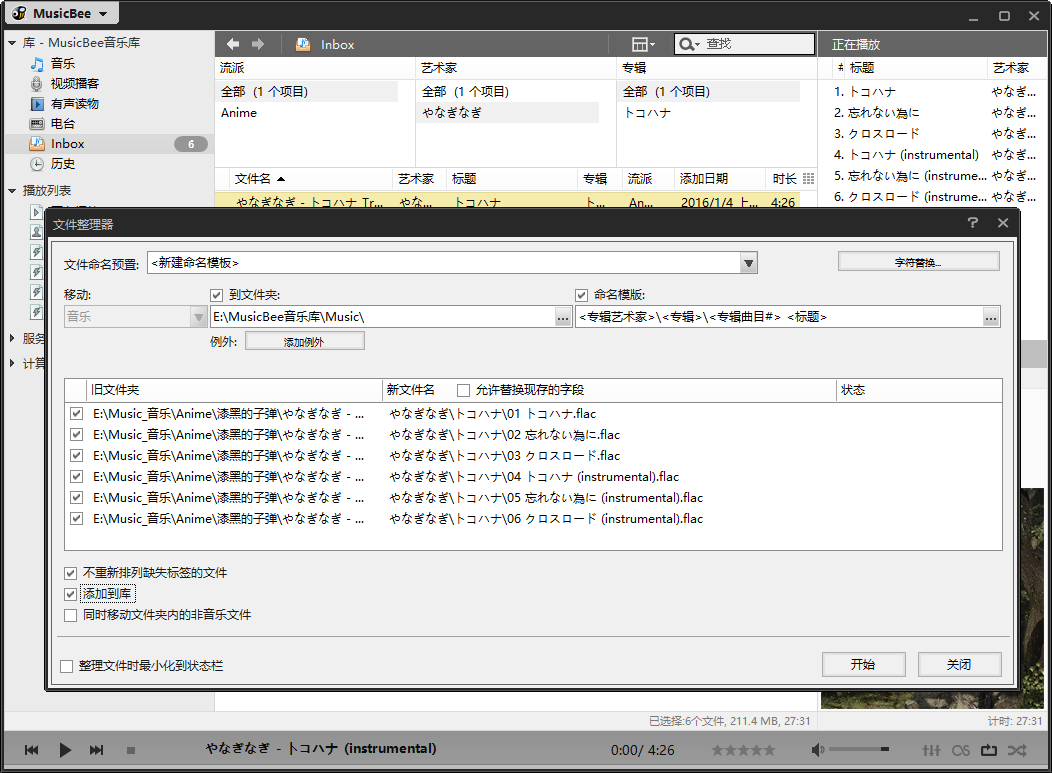 MusicBee
库 - MusicBee音乐库
音乐
视频播客
有声读物
电台
Inbox 6
历史
播放列表
服务
计算
Inbox
查找
流派 艺术家 专辑
全部 (1 个项目) 全部 (1 个项目) 全部 (1 个项目)
Anime やなぎなぎ トコハナ
文件名 艺术家 标题 专辑 流派 添加日期 时长
やなぎなぎ - トコハナ Tr... やな... トコハナ ト... An... 2016/1/4 上... 4:26
正在播放
# 标题 艺术家
1. トコハナ やなぎ...
2. 忘れない為に やなぎ...
3. クロスロード やなぎ...
4. トコハナ (instrumental) やなぎ...
5. 忘れない為に (instrume... やなぎ...
6. クロスロード (instrume... やなぎ...
文件整理器 ?
文件命名预置: <新建命名模板> 字符替换...
移动: 到文件夹: 命名模版:
音乐 E:\MusicBee音乐库\Music\ ... <专辑艺术家>\<专辑>\<专辑曲目#> <标题> ...
例外: 添加例外
旧文件夹 新文件名 允许替换现存的字段 状态
E:\Music_音乐\Anime\漆黑的子弹\やなぎなぎ - ... やなぎなぎ\トコハナ\01 トコハナ.flac
E:\Music_音乐\Anime\漆黑的子弹\やなぎなぎ - ... やなぎなぎ\トコハナ\02 忘れない為に.flac
E:\Music_音乐\Anime\漆黑的子弹\やなぎなぎ - ... やなぎなぎ\トコハナ\03 クロスロード.flac
E:\Music_音乐\Anime\漆黑的子弹\やなぎなぎ - ... やなぎなぎ\トコハナ\04 トコハナ (instrumental).flac
E:\Music_音乐\Anime\漆黑的子弹\やなぎなぎ - ... やなぎなぎ\トコハナ\05 忘れない為に (instrumental).flac
E:\Music_音乐\Anime\漆黑的子弹\やなぎなぎ - ... やなぎなぎ\トコハナ\06 クロスロード (instrumental).flac
不重新排列缺失标签的文件
添加到库
同时移动文件夹内的非音乐文件
整理文件时最小化到状态栏 开始 关闭
已选择:6个文件, 211.4 MB, 27:31 计时: 27:31
やなぎなぎ - トコハナ (instrumental) 0:00/ 4:26